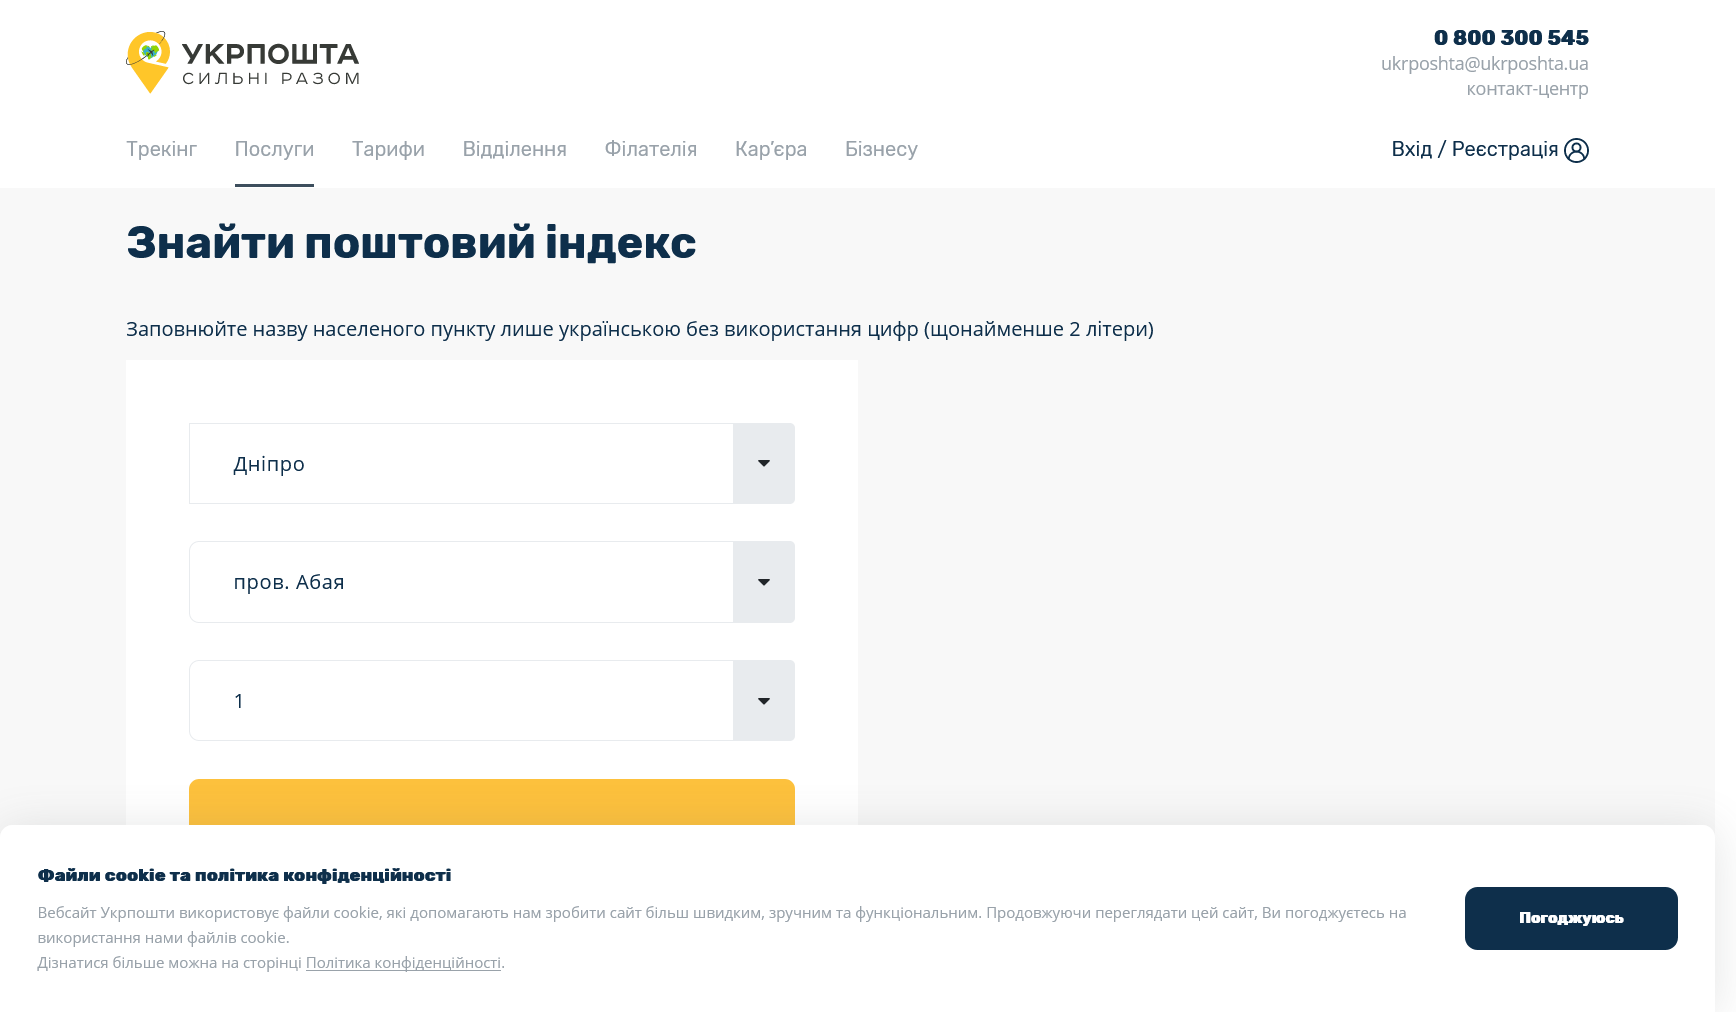 УКРПОШТА
СИЛЬНІ РАЗОМ
0 800 300 545
ukrposhta@ukrposhta.ua
контакт-центр
Трекінг Послуги Тарифи Відділення Філателія Кар’єра Бізнесу Вхід / Реєстрація
Знайти поштовий індекс
Заповнюйте назву населеного пункту лише українською без використання цифр (щонайменше 2 літери)
Дніпро
пров. Абая
1
Файли cookie та політика конфіденційності
Вебсайт Укрпошти використовує файли cookie, які допомагають нам зробити сайт більш швидким, зручним та функціональним. Продовжуючи переглядати цей сайт, Ви погоджуєтесь на
використання нами файлів cookie.
Дізнатися більше можна на сторінці Політика конфіденційності.
Погоджуюсь